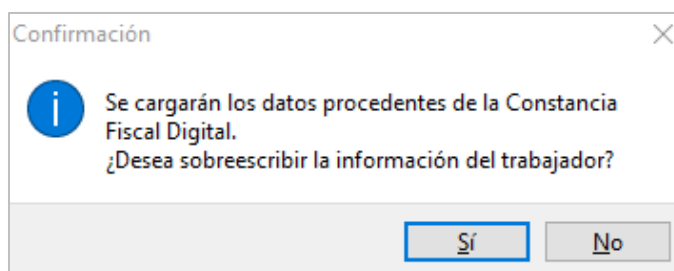 Confirmación
Se cargarán los datos procedentes de la Constancia
Fiscal Digital.
¿Desea sobreescribir la información del trabajador?
Sí
No